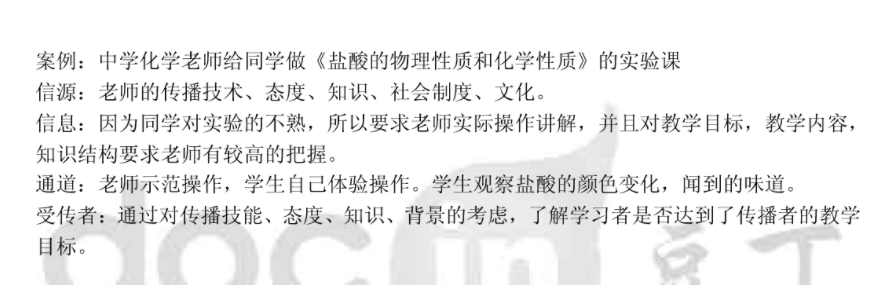 案例：中学化学老师给同学做《盐酸的物理性质和化学性质》的实验课
信源：老师的传播技术、态度、知识、社会制度、文化。
信息：因为同学对实验的不熟，所以要求老师实际操作讲解，并且对教学目标，教学内容，
知识结构要求老师有较高的把握。
通道：老师示范操作，学生自己体验操作。学生观察盐酸的颜色变化，闻到的味道。
受传者：通过对传播技能、态度、知识、背景的考虑，了解学习者是否达到了传播者的教学
目标。
docin
豆丁